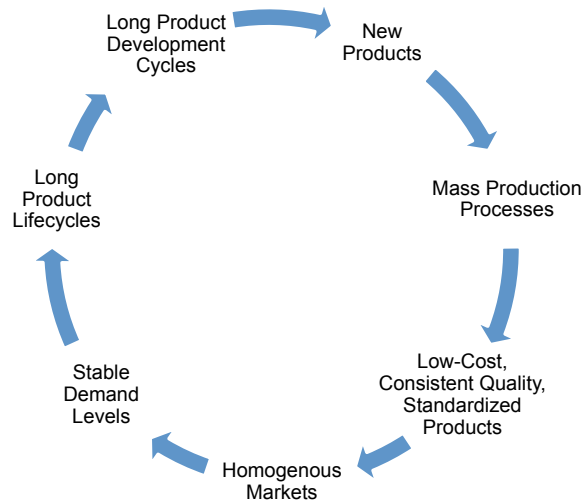 Long Product
Development
Cycles
New
Products
Mass Production
Processes
Low-Cost,
Consistent Quality,
Standardized
Products
Homogenous
Markets
Stable
Demand
Levels
Long
Product
Lifecycles